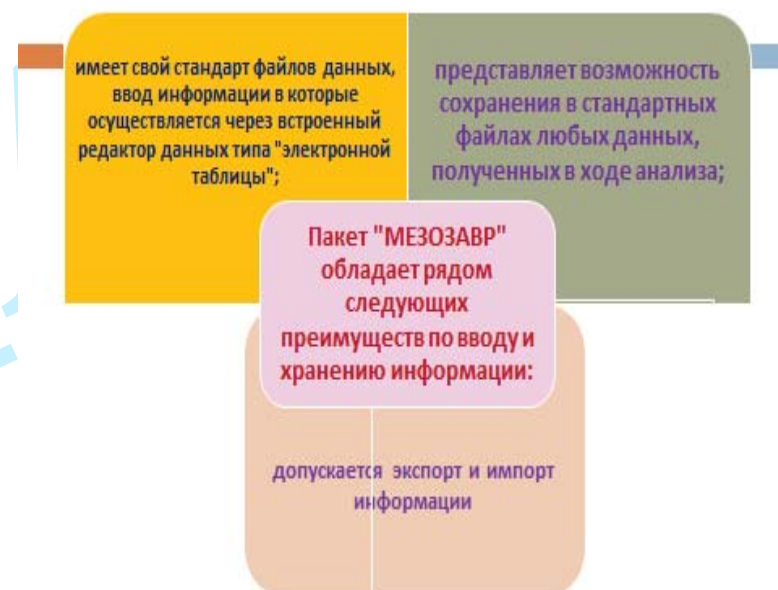 имеет свой стандарт файлов данных,
ввод информации в которые
осуществляется через встроенный
редактор данных типа "электронной
таблицы";
представляет возможность
сохранения в стандартных
файлах любых данных,
полученных в ходе анализа;
Пакет "МЕЗОЗАВР"
обладает рядом
следующих
преимуществ по вводу и
хранению информации:
допускается экспорт и импорт
информации